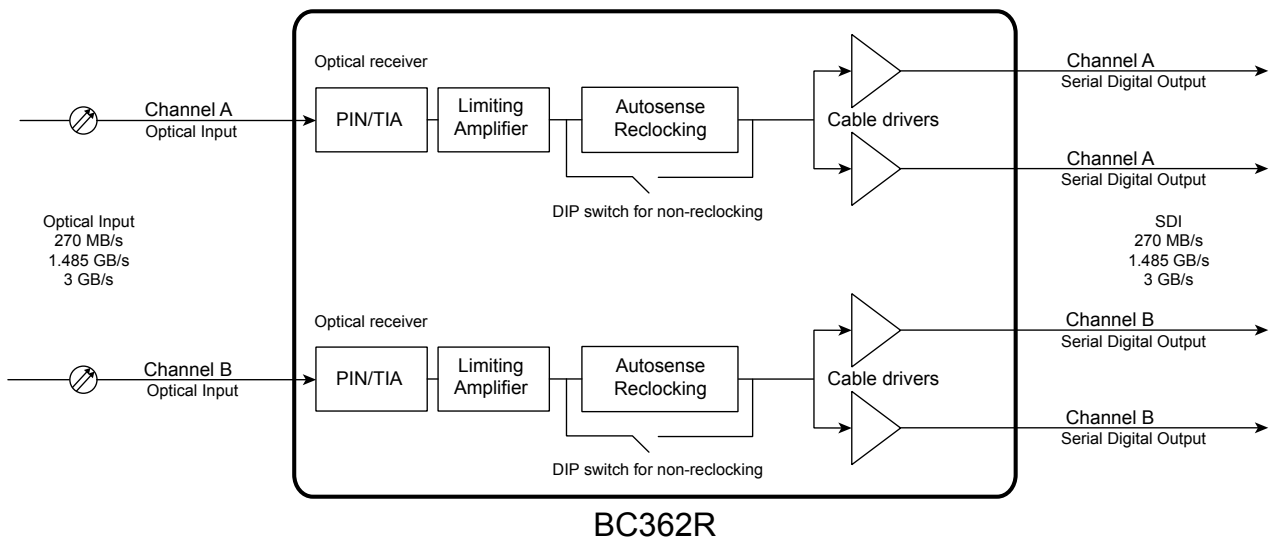 Optical receiver
Channel A
Optical Input
PIN/TIA
Limiting
Amplifier
Autosense
Reclocking
Cable drivers
Channel A
Serial Digital Output
Channel A
Serial Digital Output
DIP switch for non-reclocking
Optical Input
270 MB/s
1.485 GB/s
3 GB/s
SDI
270 MB/s
1.485 GB/s
3 GB/s
Optical receiver
Channel B
Optical Input
PIN/TIA
Limiting
Amplifier
Autosense
Reclocking
Cable drivers
Channel B
Serial Digital Output
Channel B
Serial Digital Output
DIP switch for non-reclocking
BC362R